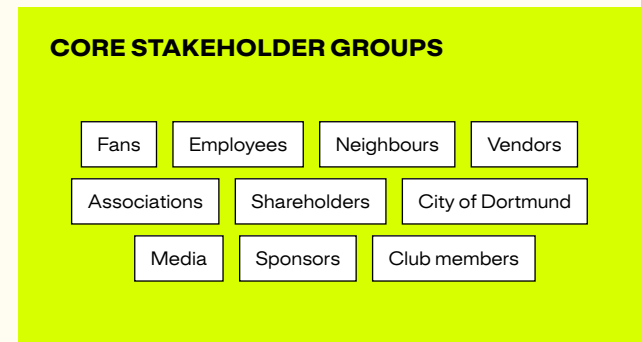 CORE STAKEHOLDER GROUPS
Fans Employees Neighbours Vendors
Associations Shareholders City of Dortmund
Media Sponsors Club members